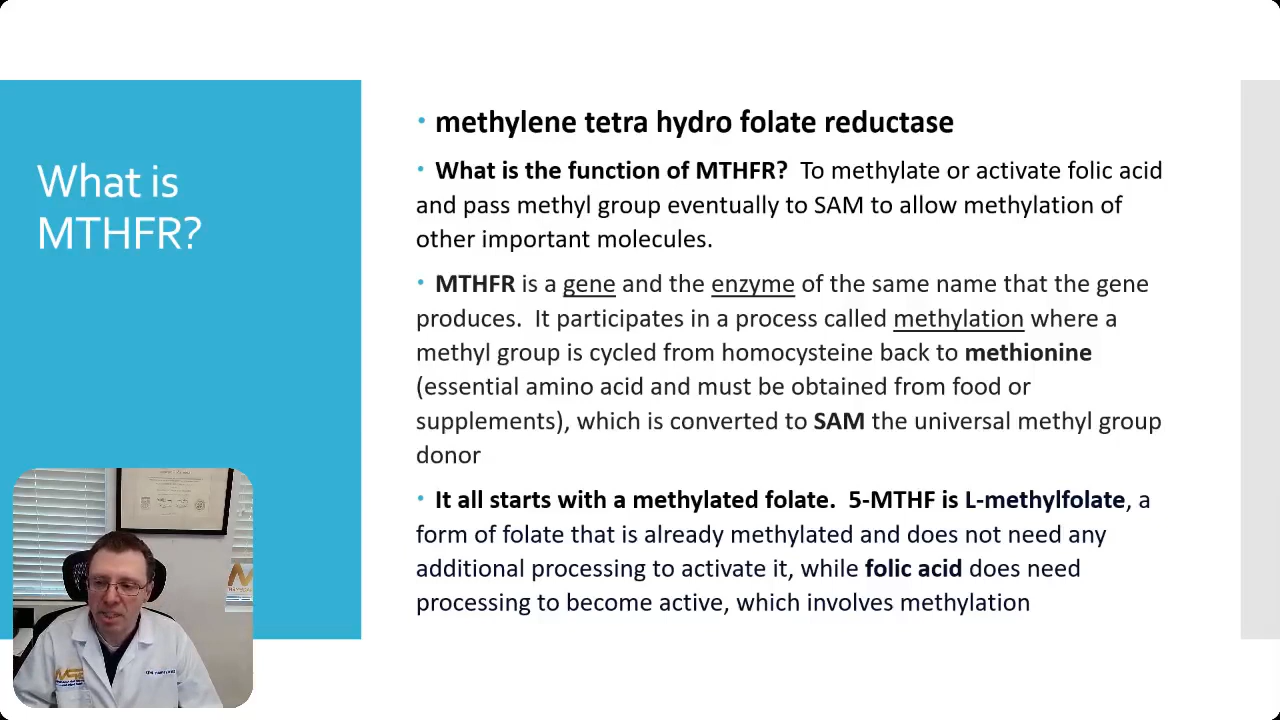 What is
MTHFR?
• methylene tetra hydro folate reductase
• What is the function of MTHFR?  To methylate or activate folic acid
and pass methyl group eventually to SAM to allow methylation of
other important molecules.
• MTHFR is a gene and the enzyme of the same name that the gene
produces.  It participates in a process called methylation where a
methyl group is cycled from homocysteine back to methionine
(essential amino acid and must be obtained from food or
supplements), which is converted to SAM the universal methyl group
donor
• It all starts with a methylated folate.  5-MTHF is L-methylfolate, a
form of folate that is already methylated and does not need any
additional processing to activate it, while folic acid does need
processing to become active, which involves methylation